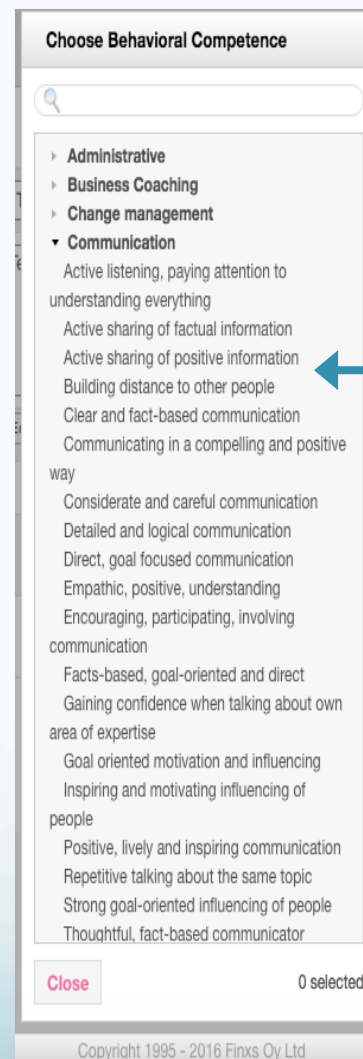 Choose Behavioral Competence
Administrative
Business Coaching
Change management
Communication
Active listening, paying attention to
understanding everything
Active sharing of factual information
Active sharing of positive information
Building distance to other people
Clear and fact-based communication
Communicating in a compelling and positive
way
Considerate and careful communication
Detailed and logical communication
Direct, goal focused communication
Empathic, positive, understanding
Encouraging, participating, involving
communication
Facts-based, goal-oriented and direct
Gaining confidence when talking about own
area of expertise
Goal oriented motivation and influencing
Inspiring and motivating influencing of
people
Positive, lively and inspiring communication
Repetitive talking about the same topic
Strong goal-oriented influencing of people
Thoughtful, fact-based communicator
Close 0 selected
Copyright 1995 - 2016 Finxs Oy Ltd